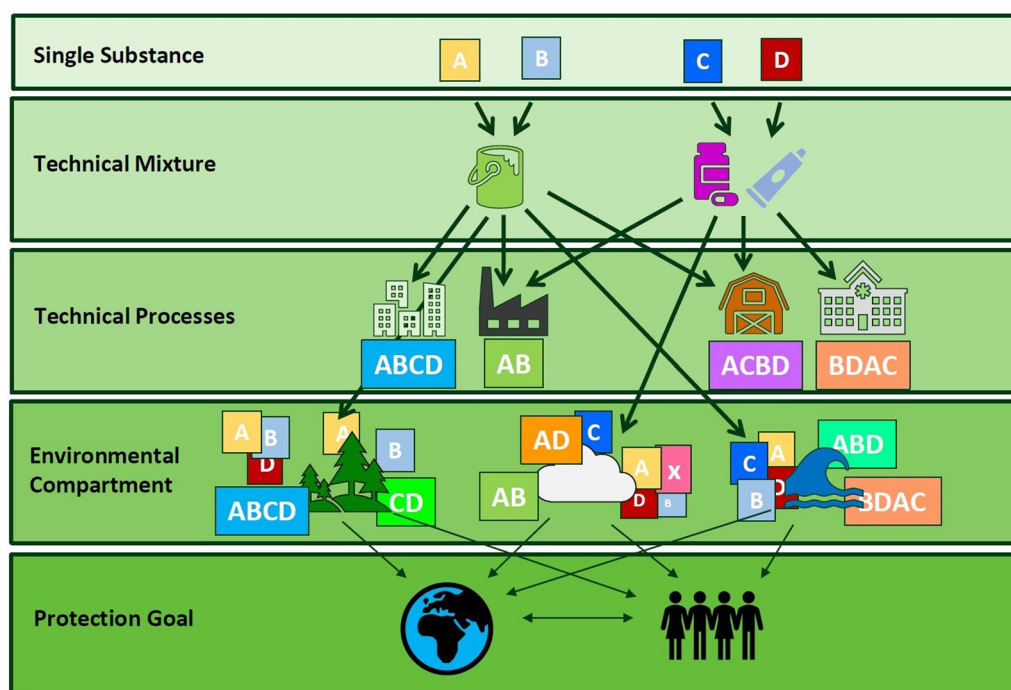 Single Substance
A
B
C
D
Technical Mixture
Technical Processes
ABCD
AB
ACBD
BDAC
Environmental
Compartment
A
B
D
A
B
ABCD
CD
AD
C
AB
A
X
D
B
C
A
D
B
ABD
BDAC
Protection Goal